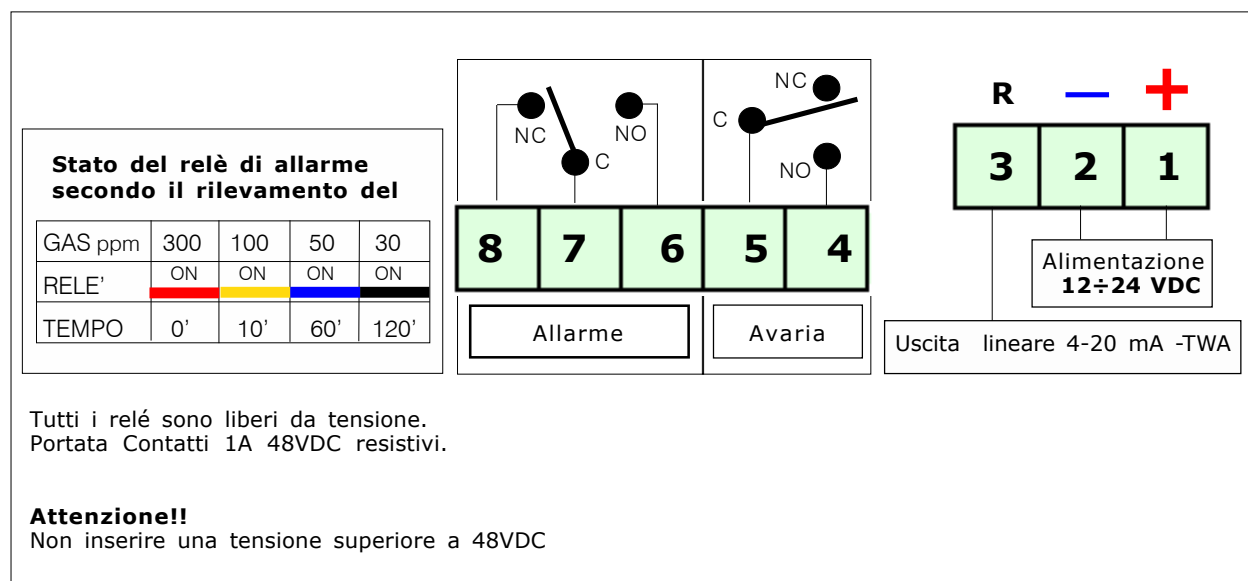 Stato del relè di allarme
secondo il rilevamento del
GAS ppm 300 100 50 30
RELE’ ON ON ON ON
TEMPO 0’ 10’ 60’ 120’
NC NO C
C NC NO
8 7 6 5 4
Allarme Avaria
R — +
3 2 1
Alimentazione
12÷24 VDC
Uscita lineare 4-20 mA -TWA
Tutti i relé sono liberi da tensione.
Portata Contatti 1A 48VDC resistivi.
Attenzione!!
Non inserire una tensione superiore a 48VDC